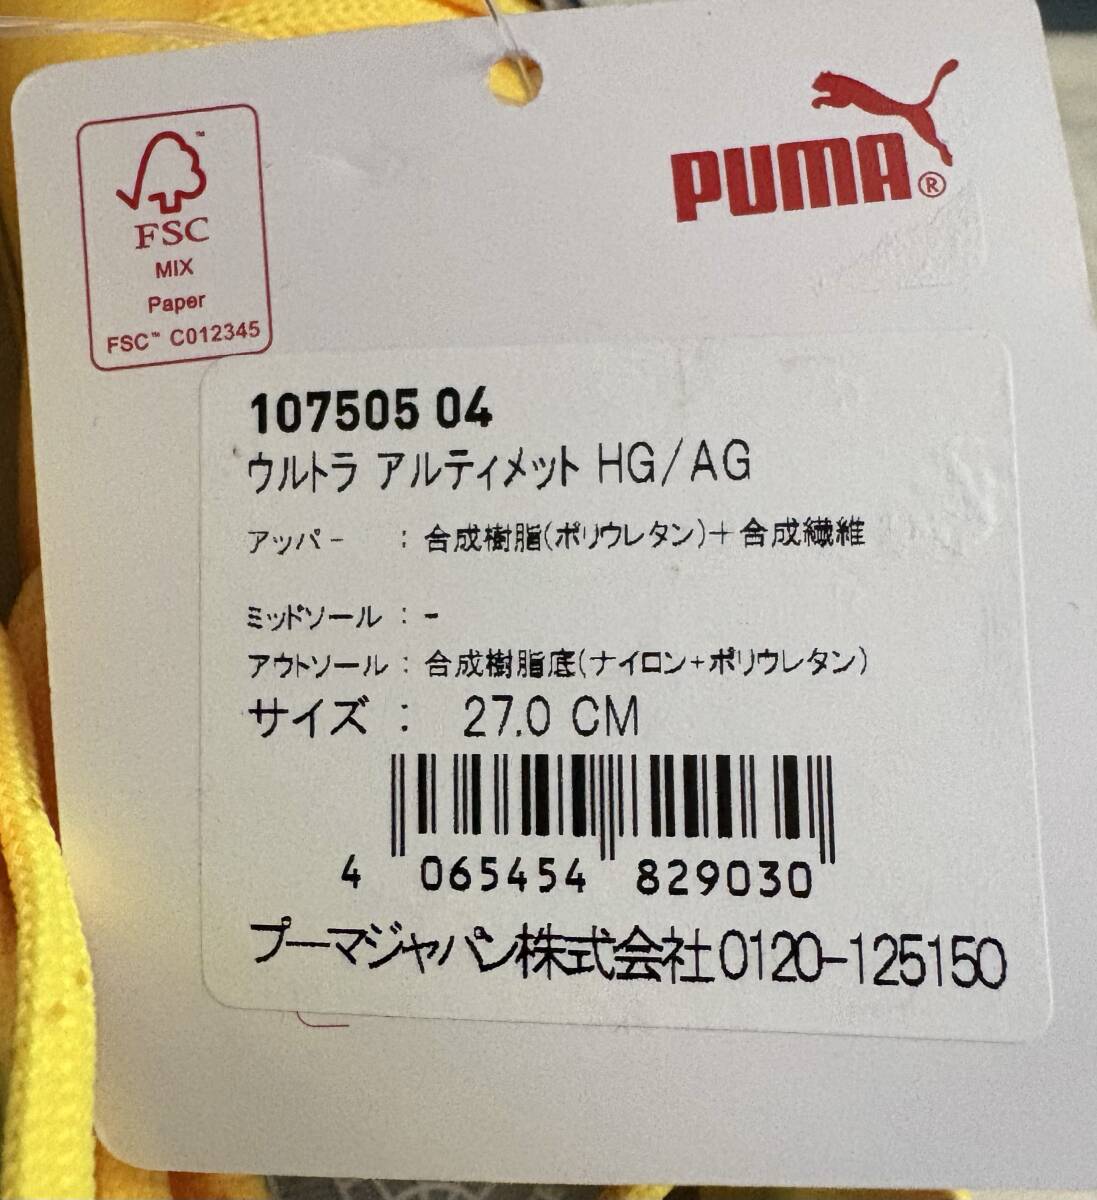 PUMA®
FSC
MIX
Paper
FSC™ C012345
107505 04
ウルトラ アルティメット HG/AG
アッパー : 合成樹脂(ポリウレタン)+合成繊維
ミッドソール : -
アウトソール : 合成樹脂底(ナイロン+ポリウレタン)
サイズ : 27.0 CM
4 065454 829030
プーマジャパン株式会社0120-125150